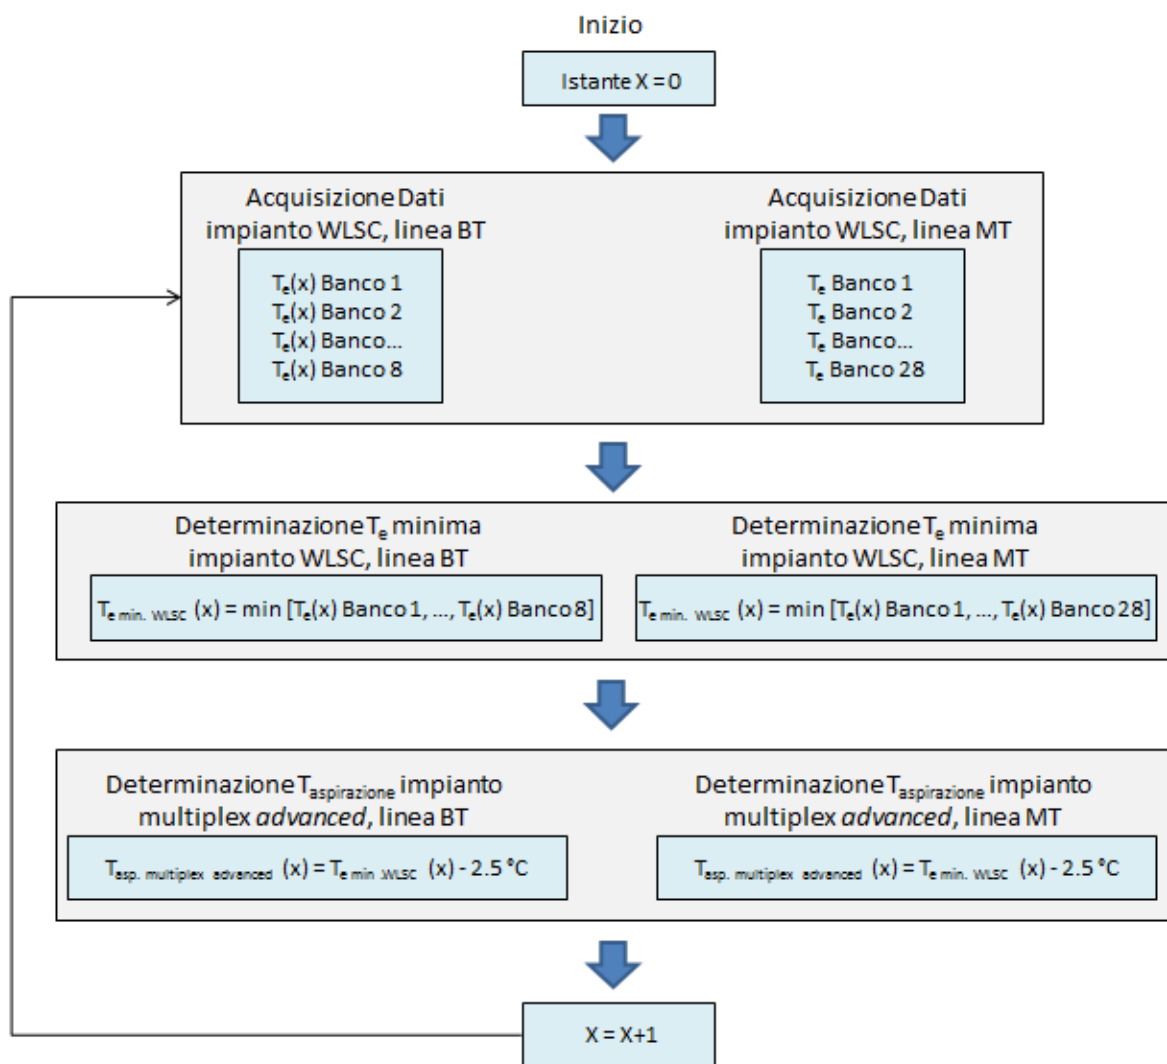 Inizio
Istante X = 0
Acquisizione Dati
impianto WLSC, linea BT
Te(x) Banco 1
Te(x) Banco 2
Te(x) Banco...
Te(x) Banco 8
Acquisizione Dati
impianto WLSC, linea MT
Te Banco 1
Te Banco 2
Te Banco...
Te Banco 28
Determinazione Te minima
impianto WLSC, linea BT
Te min. WLSC (x) = min [Te(x) Banco 1, ..., Te(x) Banco 8]
Determinazione Te minima
impianto WLSC, linea MT
Te min. WLSC (x) = min [Te(x) Banco 1, ..., Te(x) Banco 28]
Determinazione Taspirazione impianto
multiplex advanced, linea BT
Tasp. multiplex advanced (x) = Te min .WLSC (x) - 2.5 °C
Determinazione Taspirazione impianto
multiplex advanced, linea MT
Tasp. multiplex advanced (x) = Te min. WLSC (x) - 2.5 °C
X = X+1